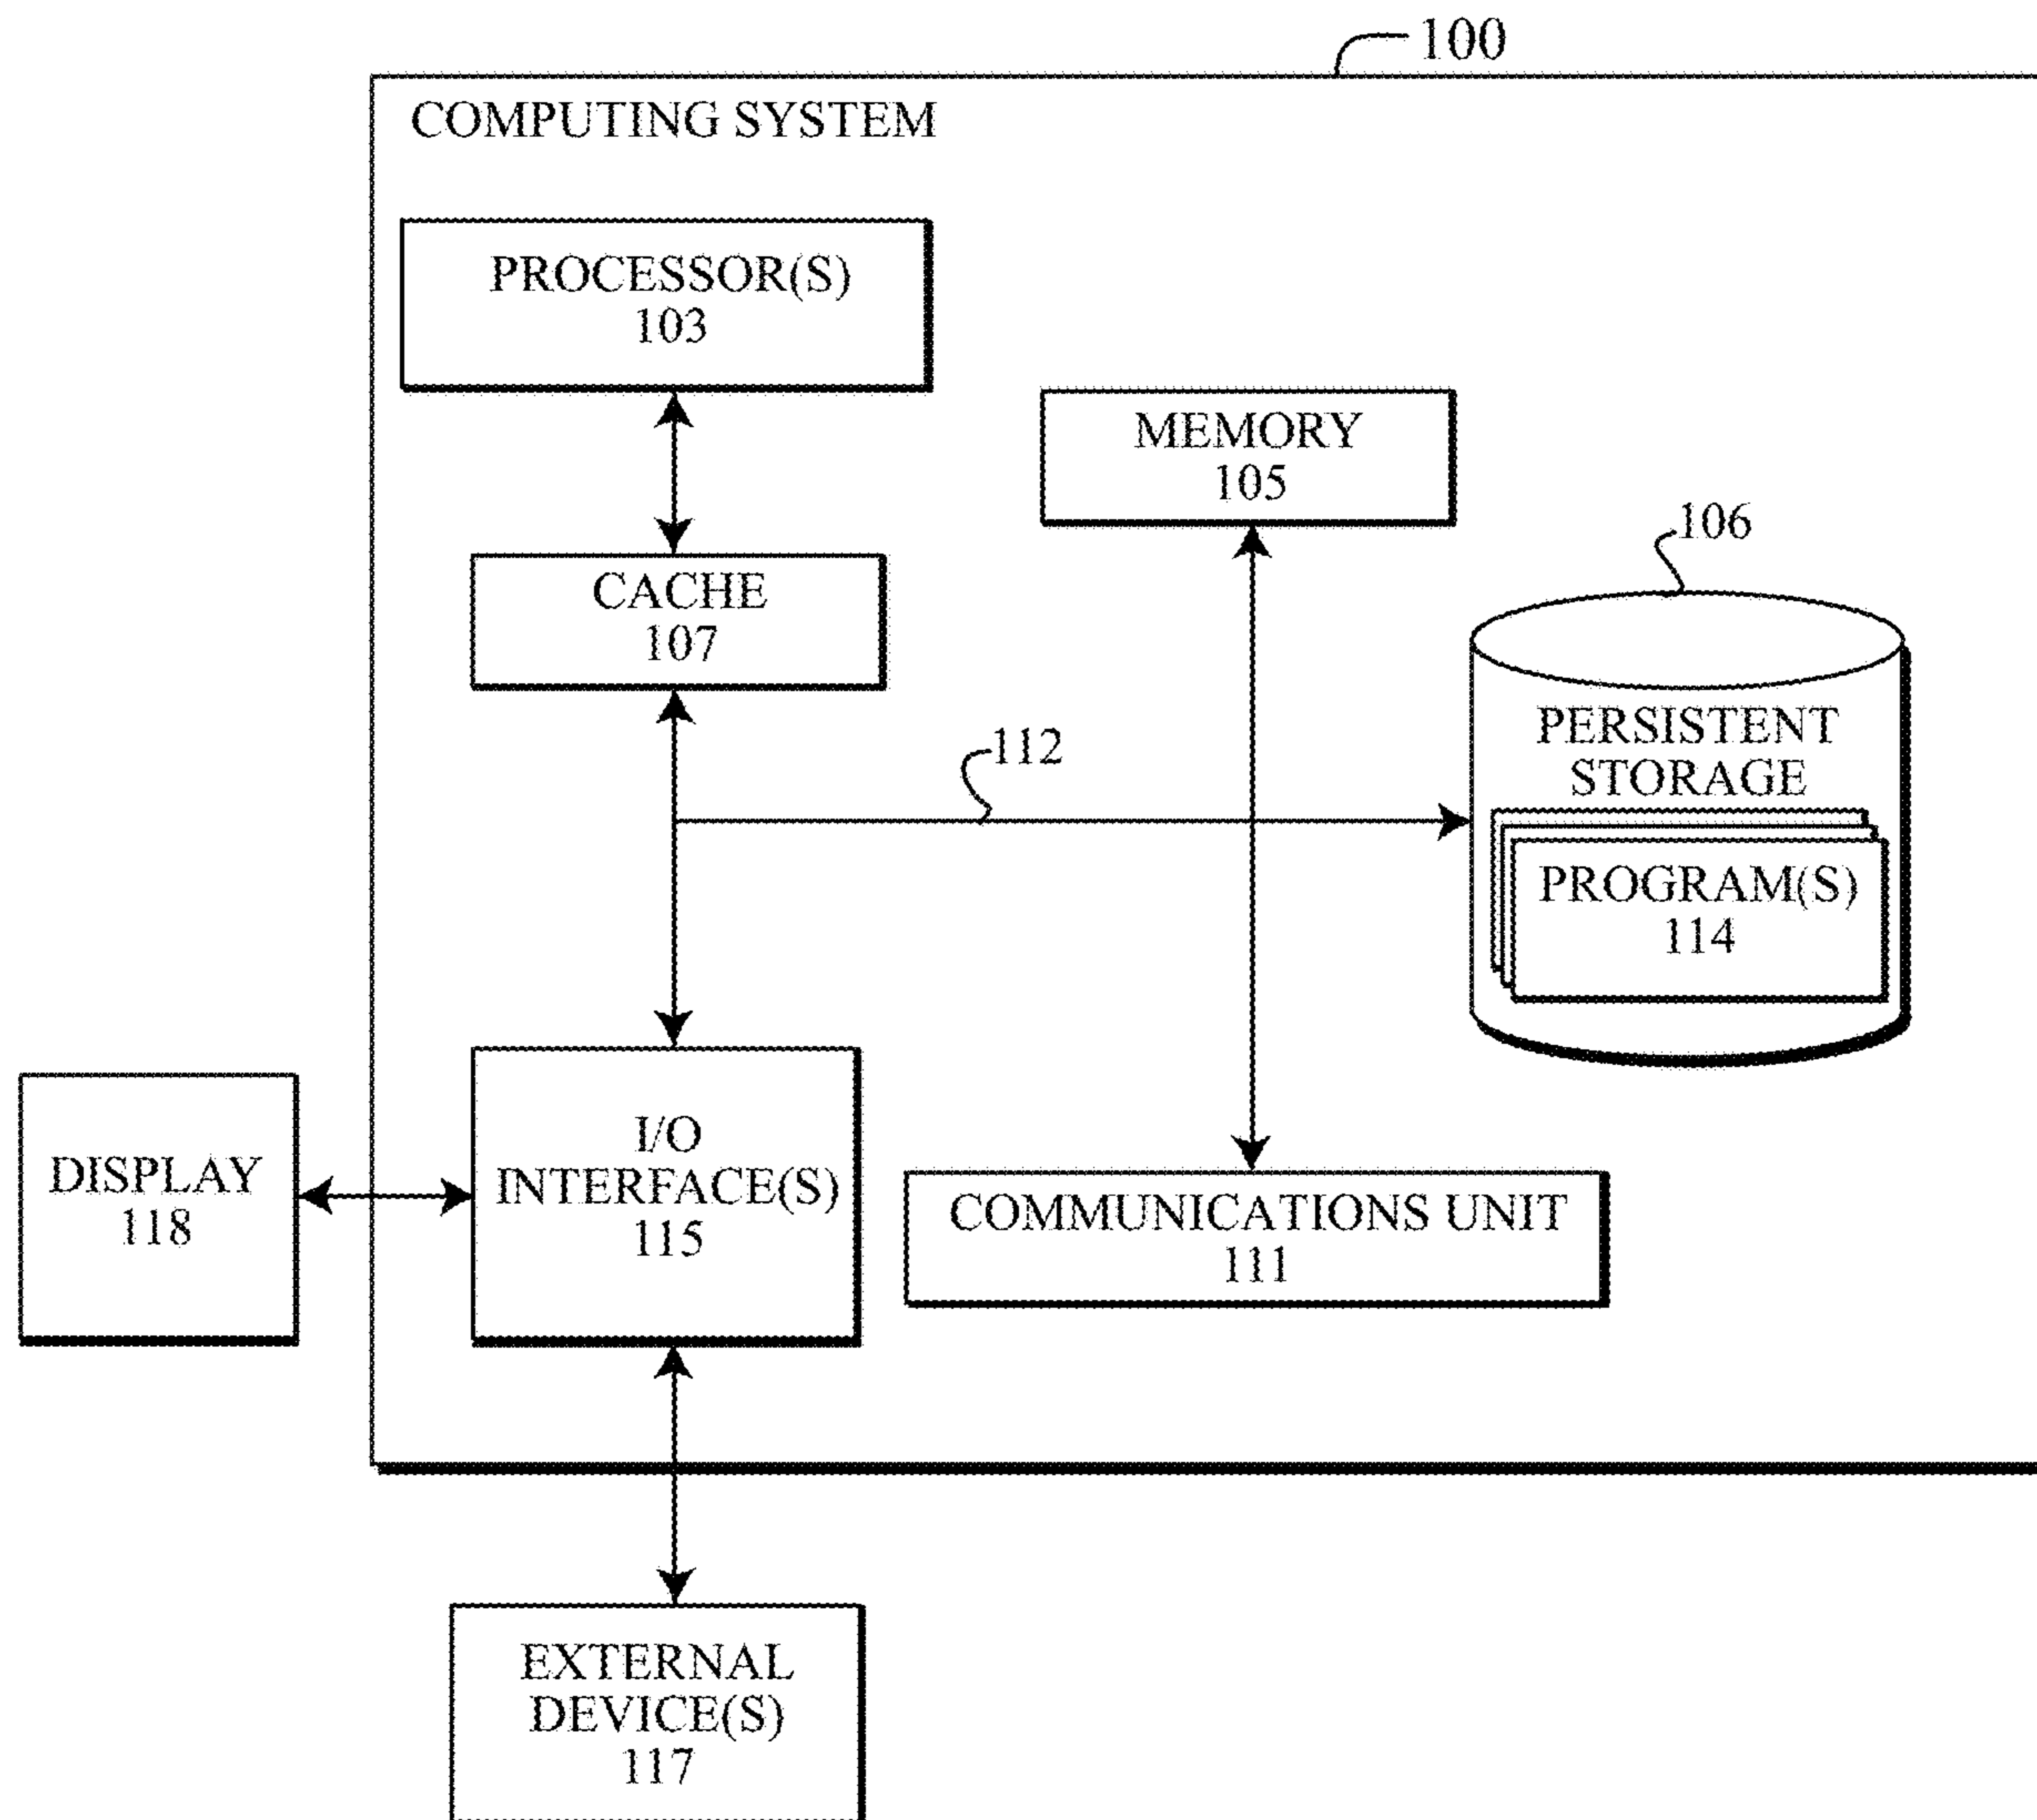 100
COMPUTING SYSTEM
PROCESSOR(S)
103
MEMORY
105
106
CACHE
107
PERSISTENT
STORAGE
112
PROGRAM(S)
114
I/O
INTERFACE(S)
115
DISPLAY
118
COMMUNICATIONS UNIT
111
EXTERNAL
DEVICE(S)
117